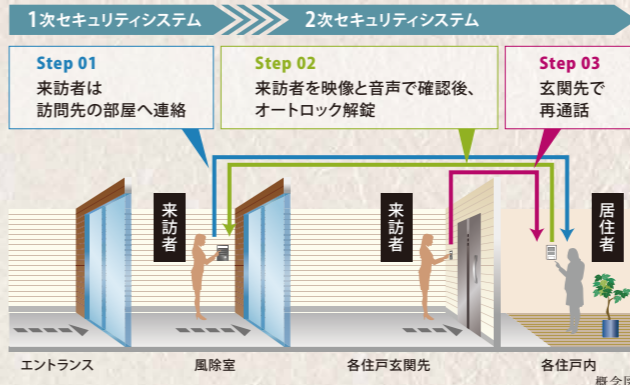 1次セキュリティシステム
2次セキュリティシステム
Step 01
来訪者は
訪問先の部屋へ連絡
Step 02
来訪者を映像と音声で確認後、
オートロック解錠
Step 03
玄関先で
再通話
来訪者
来訪者
居住者
エントランス
風除室
各住戸玄関先
各住戸内
概念図